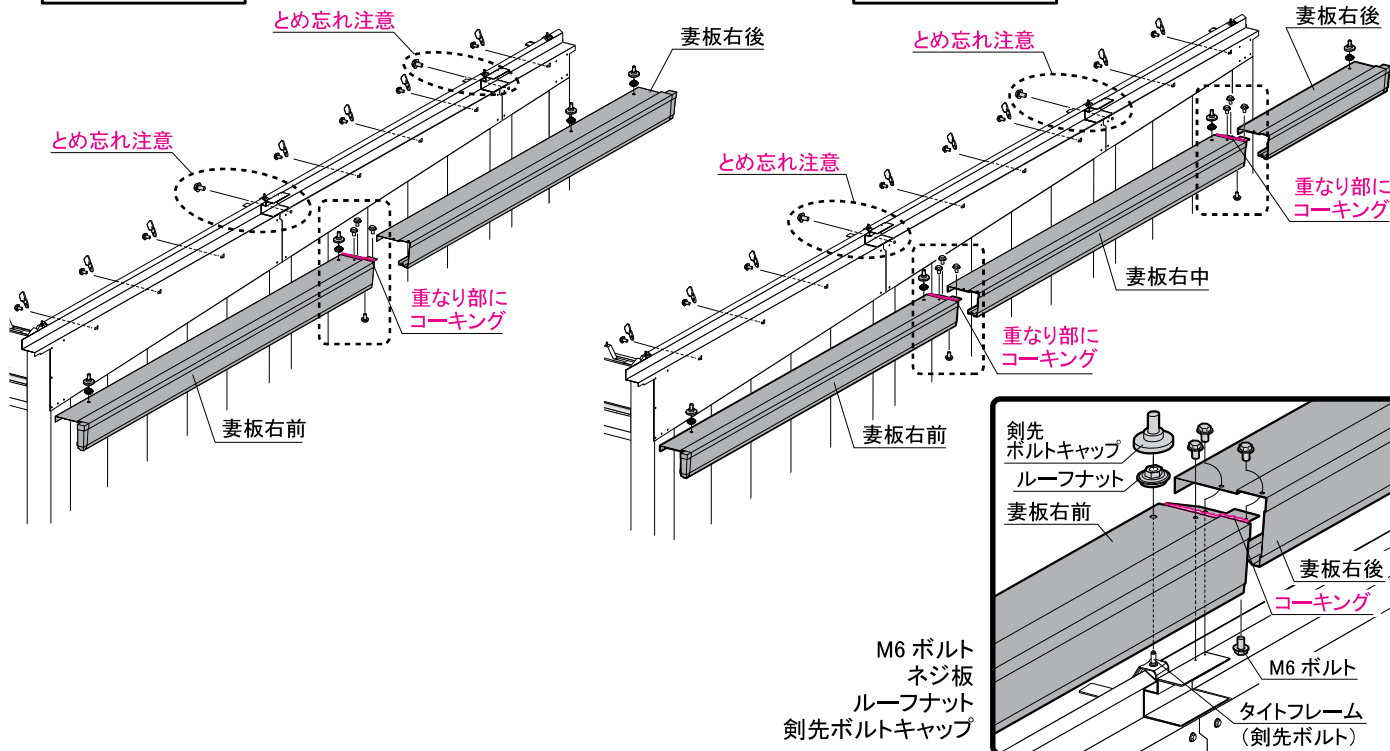 とめ忘れ注意
妻板右後
とめ忘れ注意
重なり部に
コーキング
妻板右前
妻板右後
とめ忘れ注意
とめ忘れ注意
重なり部に
コーキング
妻板右中
重なり部に
コーキング
妻板右前
剣先
ボルトキャップ
ルーフナット
妻板右前
妻板右後
コーキング
M6 ボルト
タイトフレーム
(剣先ボルト)
M6 ボルト
ネジ板
ルーフナット
剣先ボルトキャップ